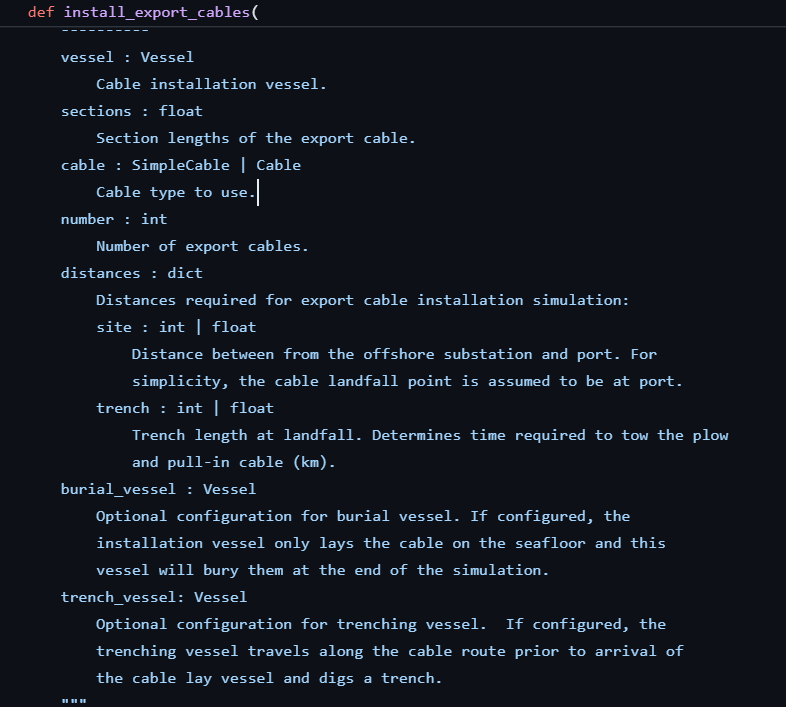 def install_export_cables(
----------
vessel : Vessel
Cable installation vessel.
sections : float
Section lengths of the export cable.
cable : SimpleCable | Cable
Cable type to use.
number : int
Number of export cables.
distances : dict
Distances required for export cable installation simulation:
site : int | float
Distance between from the offshore substation and port. For
simplicity, the cable landfall point is assumed to be at port.
trench : int | float
Trench length at landfall. Determines time required to tow the plow
and pull-in cable (km).
burial_vessel : Vessel
Optional configuration for burial vessel. If configured, the
installation vessel only lays the cable on the seafloor and this
vessel will bury them at the end of the simulation.
trench_vessel: Vessel
Optional configuration for trenching vessel.  If configured, the
trenching vessel travels along the cable route prior to arrival of
the cable lay vessel and digs a trench.
"""